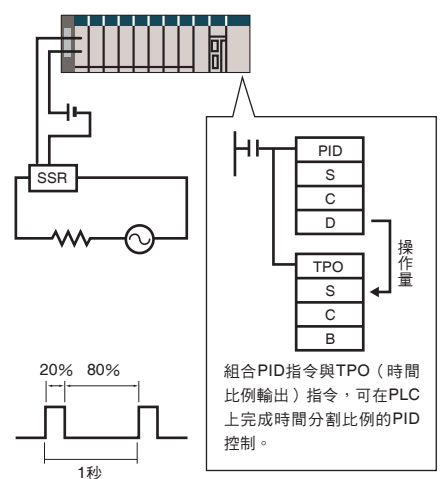 SSR
PID
S
C
D
操作量
TPO
S
C
B
組合PID指令與TPO（時間
比例輸出）指令，可在PLC
上完成時間分割比例的PID
控制。
20% 80%
1秒